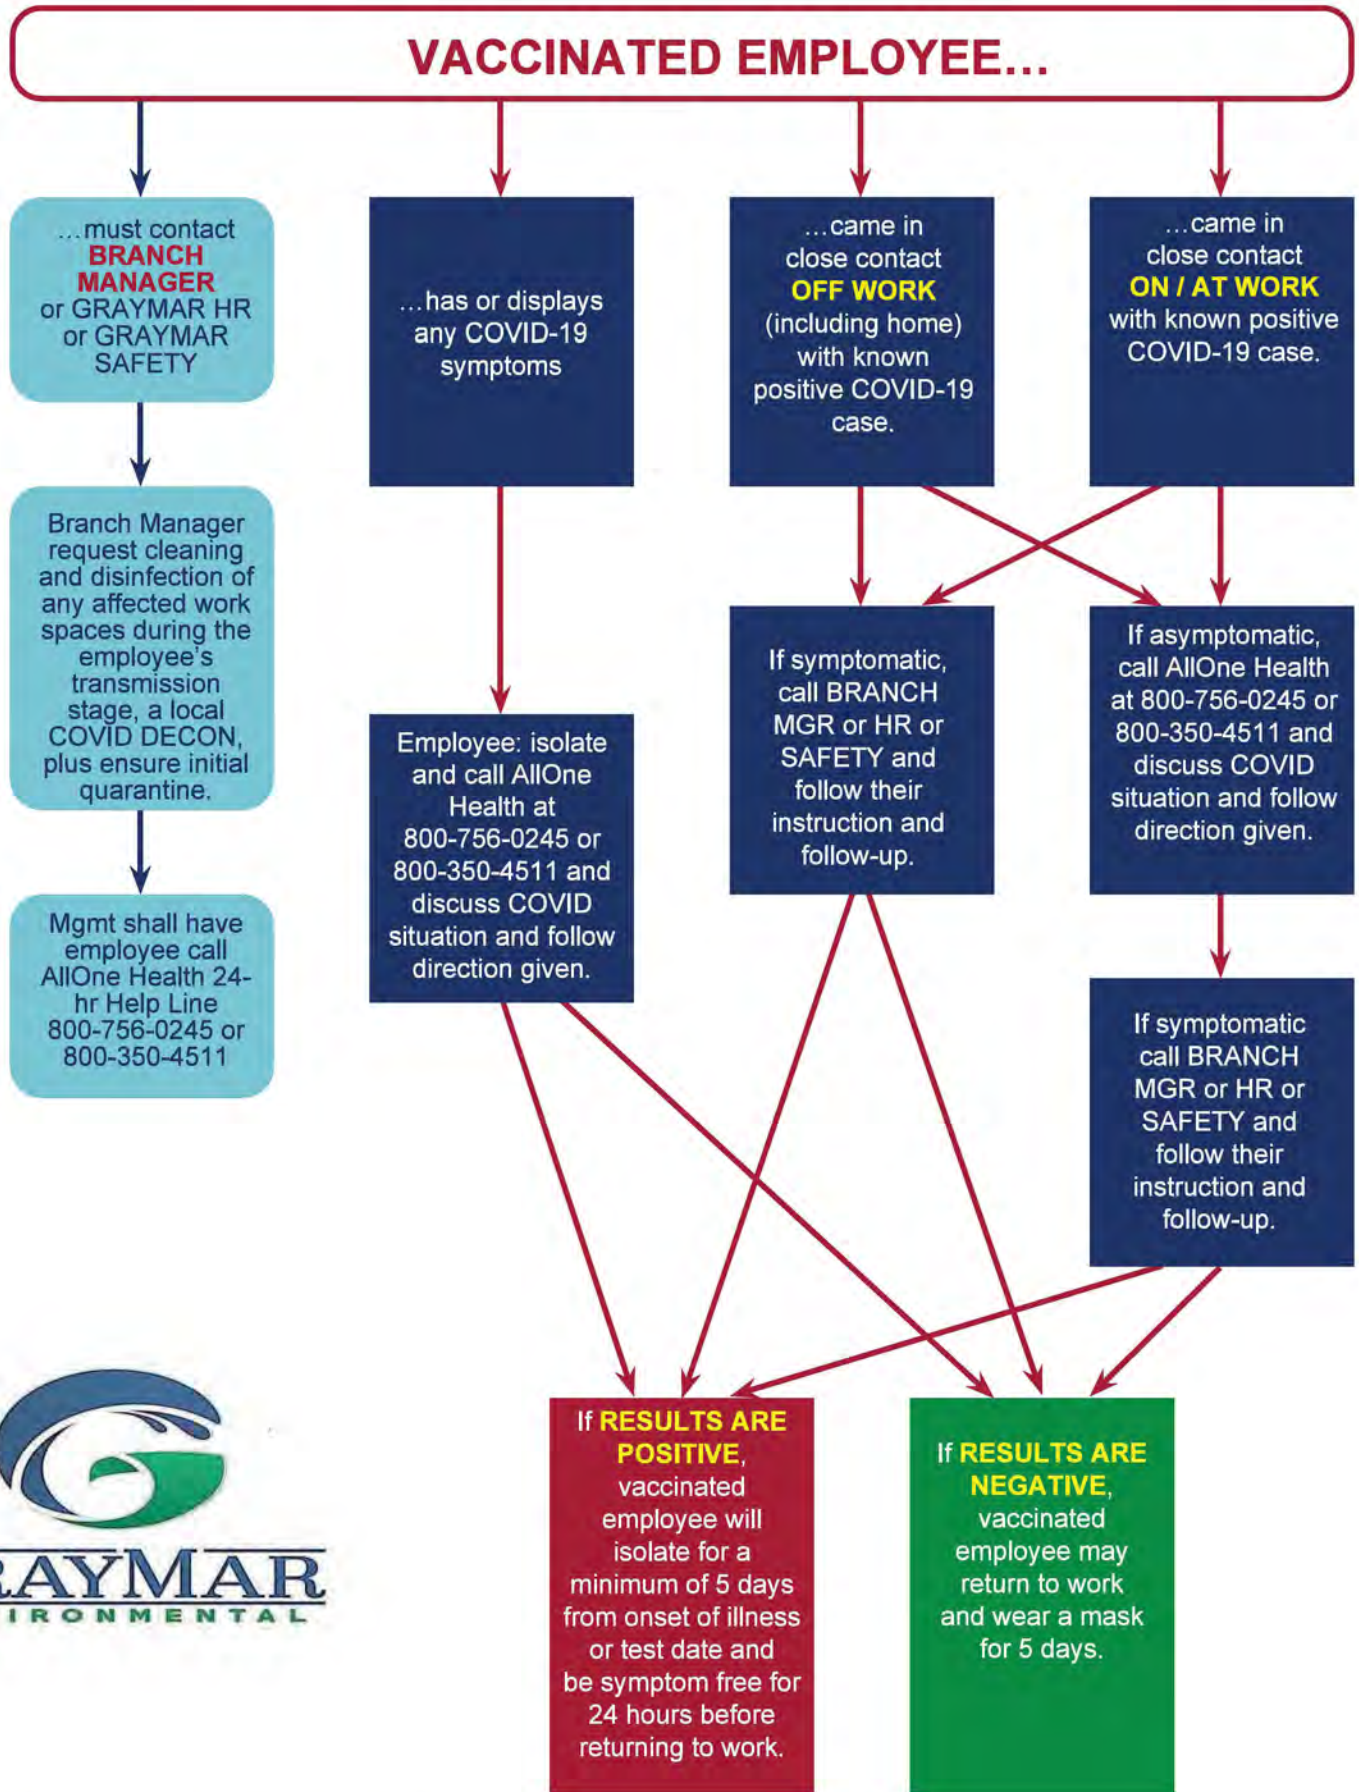 VACCINATED EMPLOYEE...
...must contact
BRANCH
MANAGER
or GRAYMAR HR
or GRAYMAR
SAFETY
Branch Manager
request cleaning
and disinfection of
any affected work
spaces during the
employee's
transmission
stage, a local
COVID DECON,
plus ensure initial
quarantine.
Mgmt shall have
employee call
AllOne Health 24-
hr Help Line
800-756-0245 or
800-350-4511
...has or displays
any COVID-19
symptoms
Employee: isolate
and call AllOne
Health at
800-756-0245 or
800-350-4511 and
discuss COVID
situation and follow
direction given.
...came in
close contact
OFF WORK
(including home)
with known
positive COVID-19
case.
...came in
close contact
ON / AT WORK
with known positive
COVID-19 case.
If symptomatic,
call BRANCH
MGR or HR or
SAFETY and
follow their
instruction and
follow-up.
If asymptomatic,
call AllOne Health
at 800-756-0245 or
800-350-4511 and
discuss COVID
situation and follow
direction given.
If symptomatic
call BRANCH
MGR or HR or
SAFETY and
follow their
instruction and
follow-up.
If RESULTS ARE
POSITIVE,
vaccinated
employee will
isolate for a
minimum of 5 days
from onset of illness
or test date and
be symptom free for
24 hours before
returning to work.
If RESULTS ARE
NEGATIVE,
vaccinated
employee may
return to work
and wear a mask
for 5 days.
RAYMAR
IRONMENTAL